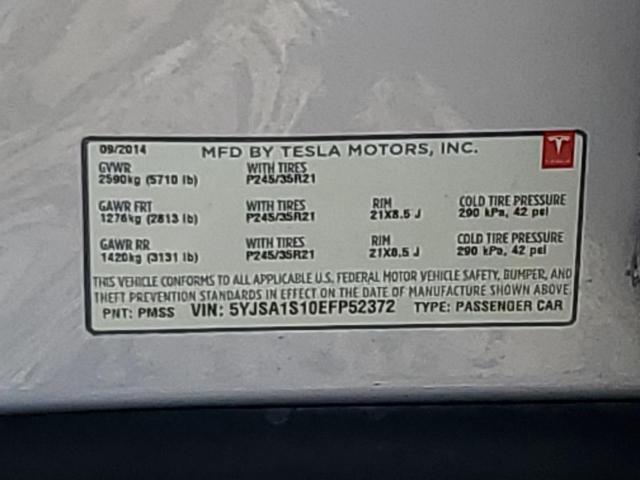 09/2014 MFD BY TESLA MOTORS, INC.
GVWR WITH TIRES
2590kg (5710 lb) P245/35R21
GAWR FRT WITH TIRES RIM COLD TIRE PRESSURE
1276kg (2813 lb) P245/35R21 21X8.5 J 290 kPa, 42 psi
GAWR RR WITH TIRES RIM COLD TIRE PRESSURE
1420kg (3131 lb) P245/35R21 21X8.5 J 290 kPa, 42 psi
THIS VEHICLE CONFORMS TO ALL APPLICABLE U.S. FEDERAL MOTOR VEHICLE SAFETY, BUMPER, AND
THEFT PREVENTION STANDARDS IN EFFECT ON THE DATE OF MANUFACTURE SHOWN ABOVE.
PNT: PMSS VIN: 5YJSA1S10EFP52372 TYPE: PASSENGER CAR